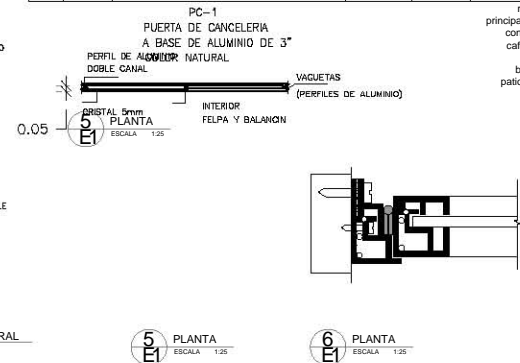 PC-1
PUERTA DE CANCELERIA
A BASE DE ALUMINIO DE 3"
COLOR NATURAL
PERFIL DE ALUMINIO
DOBLE CANAL
VAGUETAS
(PERFILES DE ALUMINIO)
CRISTAL 5mm
INTERIOR
FELPA Y BALANCIN
0.05
5
E1
PLANTA
ESCALA 1:25
principa
con
caf
b
patio
LE
RAL
5
E1
PLANTA
ESCALA 1:25
6
E1
PLANTA
ESCALA 1:25